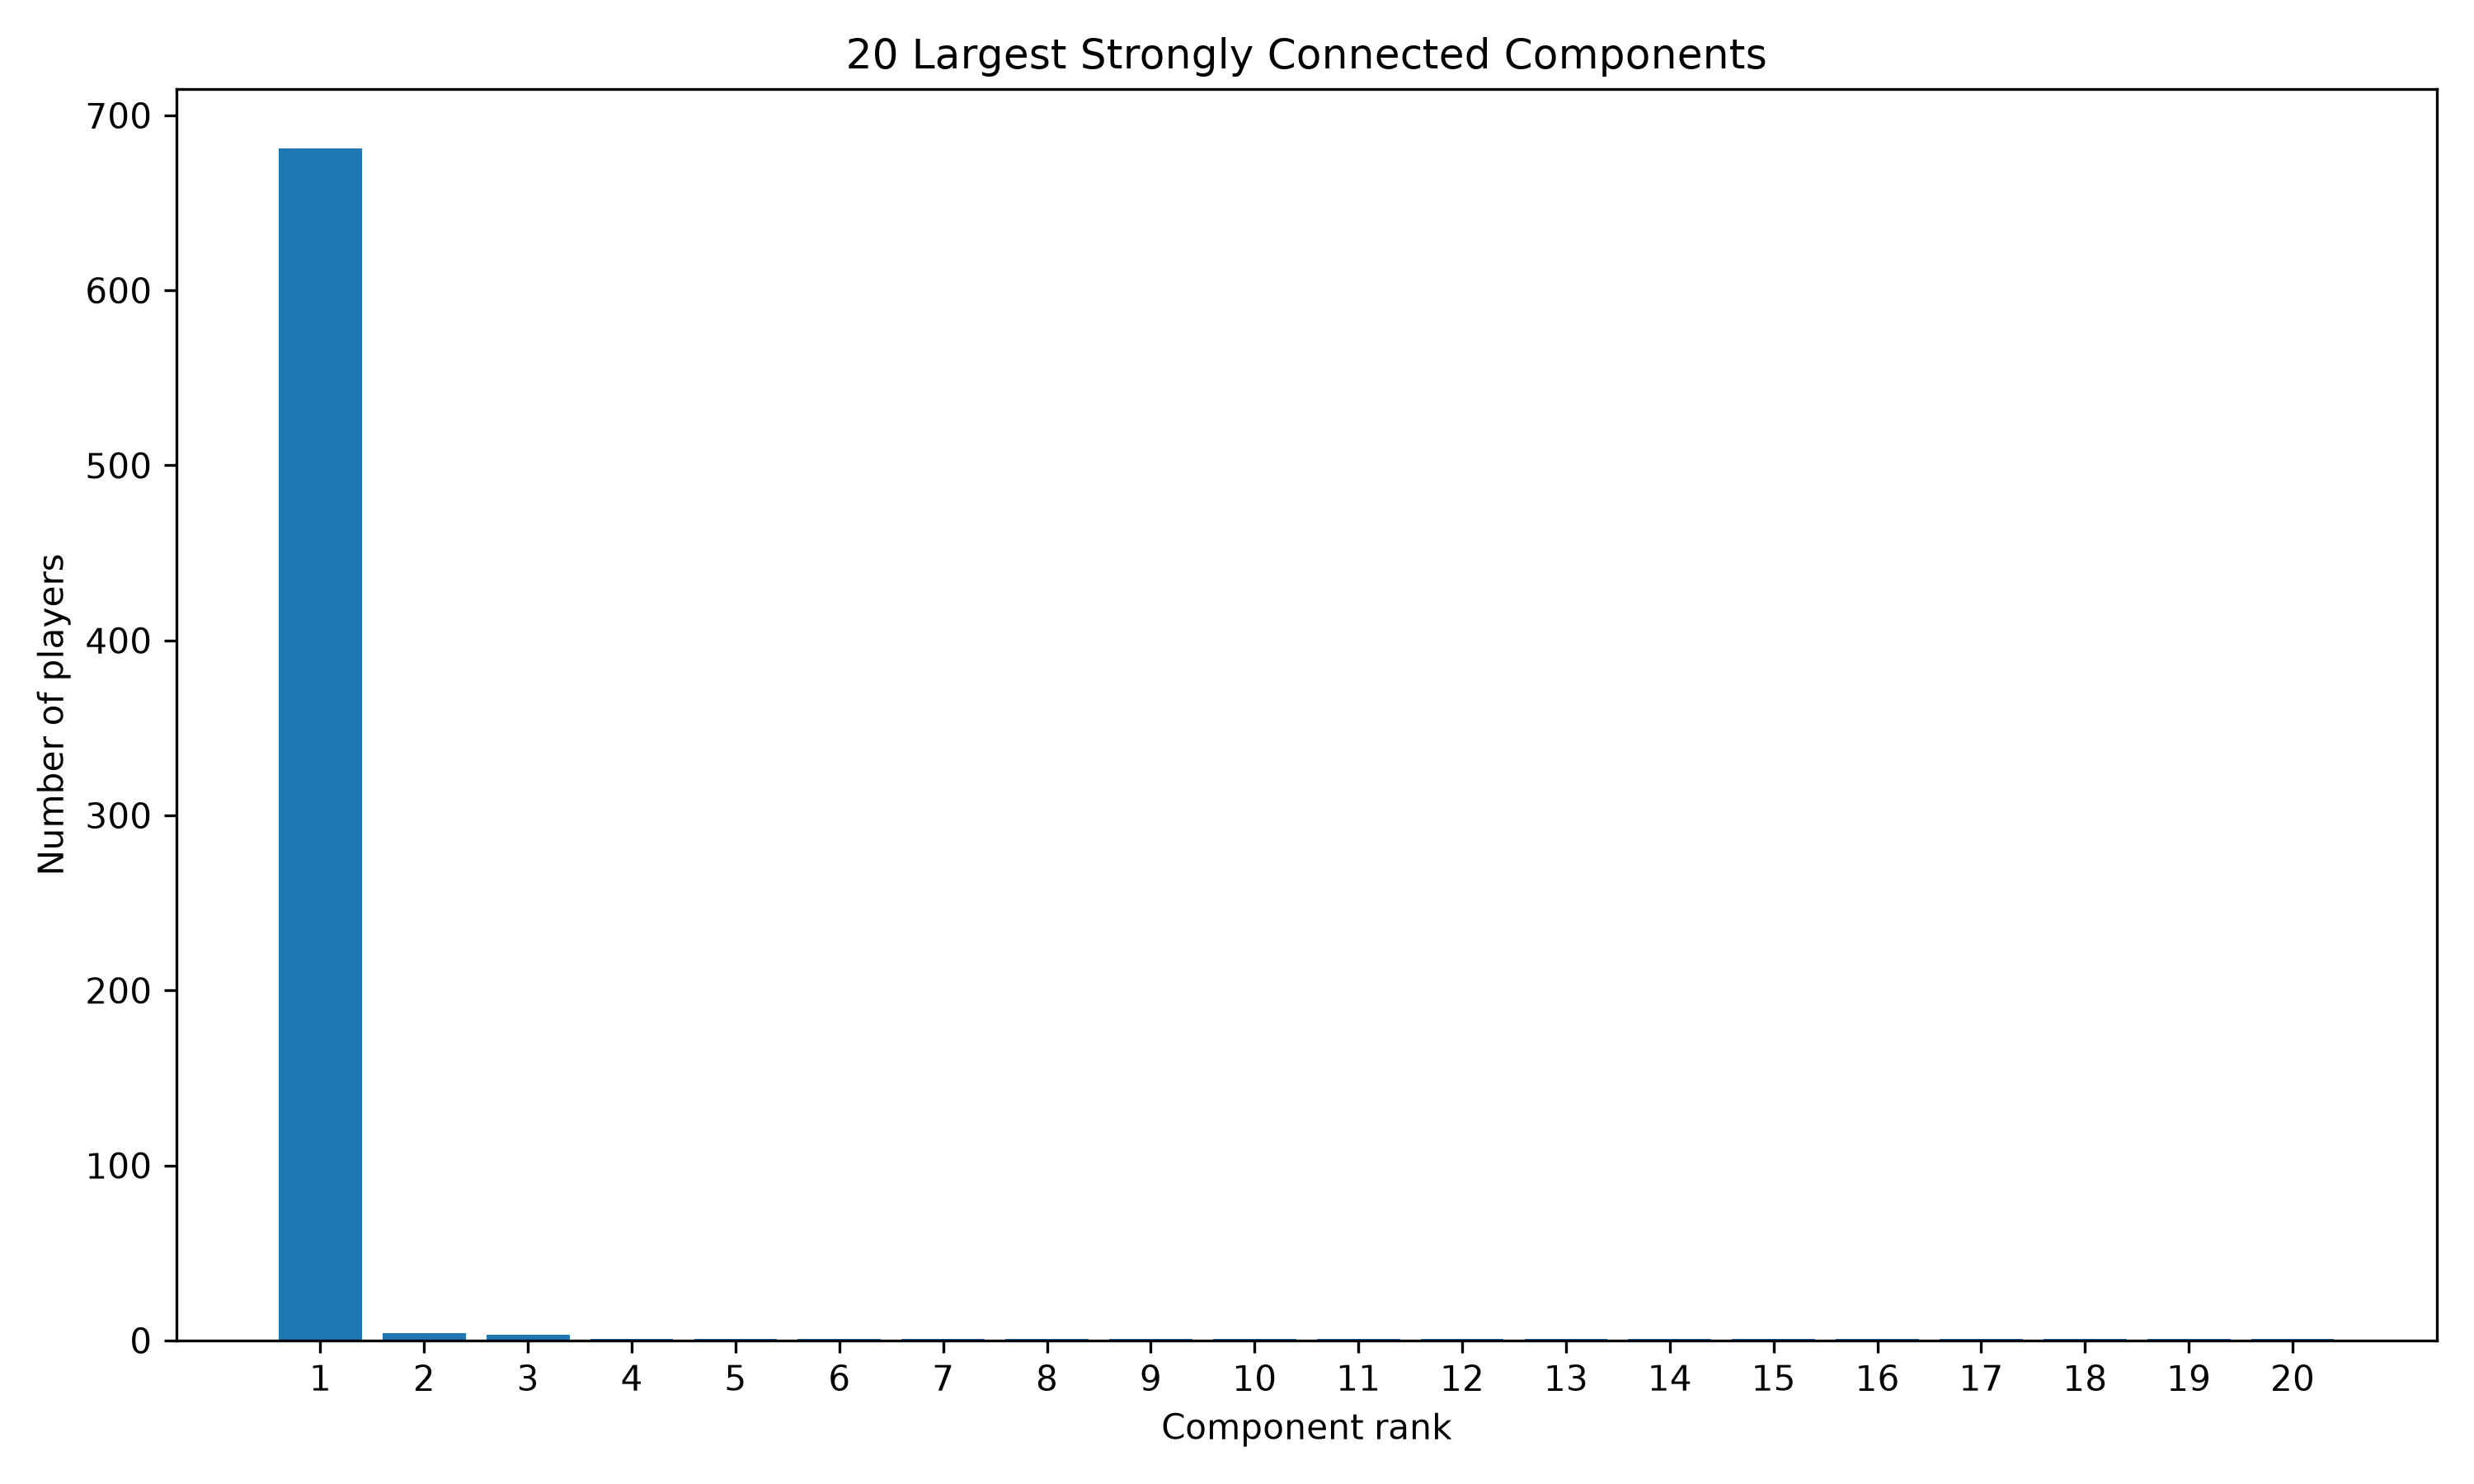 20 Largest Strongly Connected Components
Number of players
700
600
500
400
300
200
100
0
1 2 3 4 5 6 7 8 9 10 11 12 13 14 15 16 17 18 19 20
Component rank